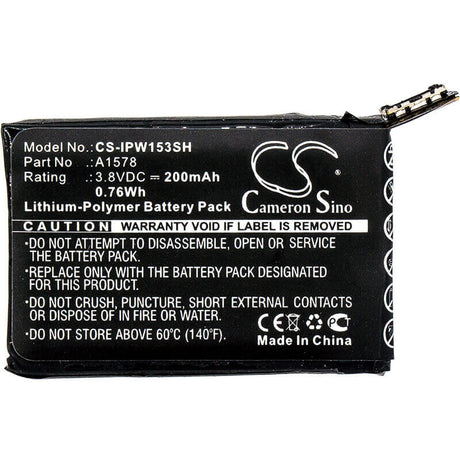 Model No.: CS-IPW153SH
Part No : A1578
Rating : 3.8VDC ⎓ 200mAh
0.76Wh
Lithium-Polymer Battery Pack
CS
Cameron Sino
CAUTION: WARRANTY VOID IF LABEL IS REMOVED
DO NOT ATTEMPT TO DISASSEMBLE, OPEN OR SERVICE
THE BATTERY PACK.
REPLACE ONLY WITH THE BATTERY PACK DESIGNATED
FOR THIS PRODUCT.
DO NOT CRUSH, PUNCTURE, SHORT EXTERNAL CONTACTS
OR DISPOSE OF IN FIRE.
DO NOT STORE ABOVE 60°C (140°F).
CE
Made In China